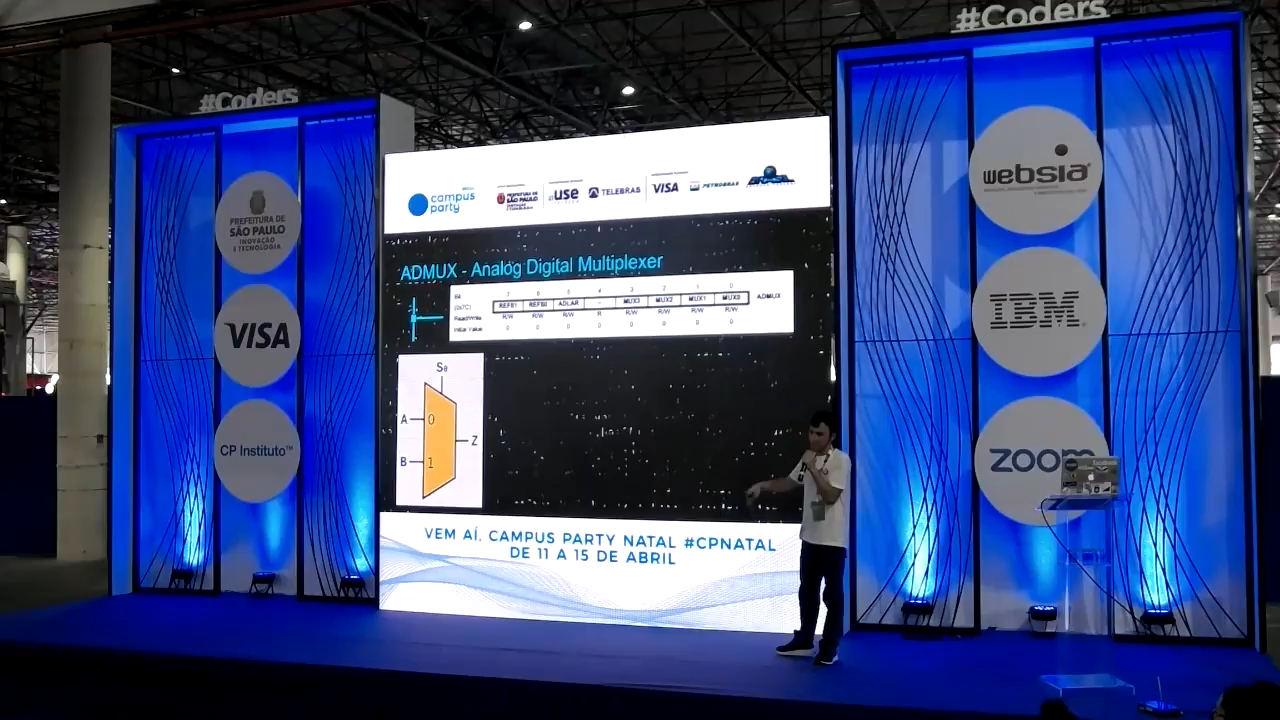 #Coders
#Coders
PREFEITURA DE
SÃO PAULO
INOVAÇÃO
E TECNOLOGIA
VISA
CP Instituto™
campus
party
PREFEITURA DE
SÃO PAULO
use
TELEBRAS
VISA
PETROBRAS
BRASIL
ADMUX - Analog Digital Multiplexer
Bit 7 6 5 4 3 2 1 0
(0x7C) REFS1 REFS0 ADLAR - MUX3 MUX2 MUX1 MUX0 ADMUX
Read/Write R/W R/W R/W R R/W R/W R/W R/W
Initial Value 0 0 0 0 0 0 0 0
S0
A 0
Z
B 1
VEM AÍ, CAMPUS PARTY NATAL #CPNATAL
DE 11 A 15 DE ABRIL
websia
IBM
zoom